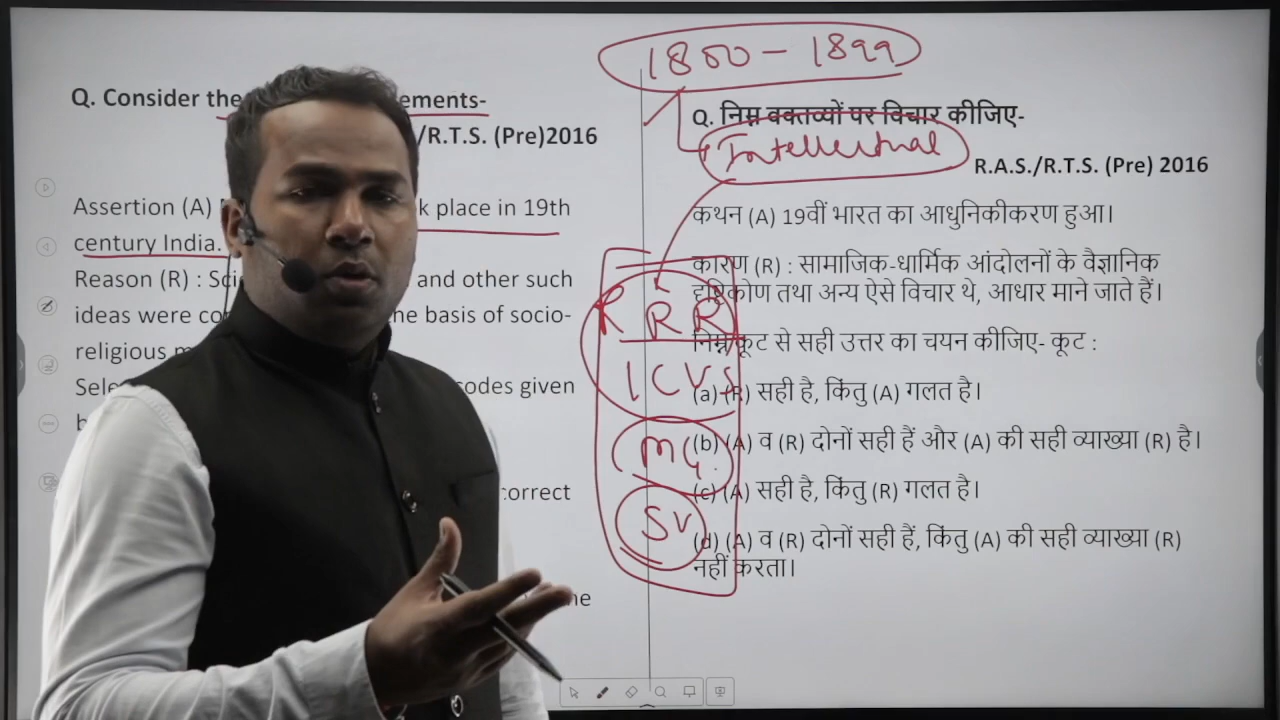 1800-1899
Q. Consider the ements-
/R.T.S. (Pre)2016
Assertion (A) k place in 19th
century India.
Reason (R) : Sci and other such
ideas were co he basis of socio-
religious m
Sele codes given
b
correct
he
Q. निम्न वक्तव्यों पर विचार कीजिए-
Intellectual
R.A.S./R.T.S. (Pre) 2016
कथन (A) 19वीं भारत का आधुनिकीकरण हुआ।
कारण (R) : सामाजिक-धार्मिक आंदोलनों के वैज्ञानिक
दृष्टिकोण तथा अन्य ऐसे विचार थे, आधार माने जाते हैं।
R R R
निम्न कूट से सही उत्तर का चयन कीजिए- कूट :
ICVS
(a) (R) सही है, किंतु (A) गलत है।
(b) (A) व (R) दोनों सही हैं और (A) की सही व्याख्या (R) है।
MG
(c) (A) सही है, किंतु (R) गलत है।
SV
(d) (A) व (R) दोनों सही हैं, किंतु (A) की सही व्याख्या (R)
नहीं करता।